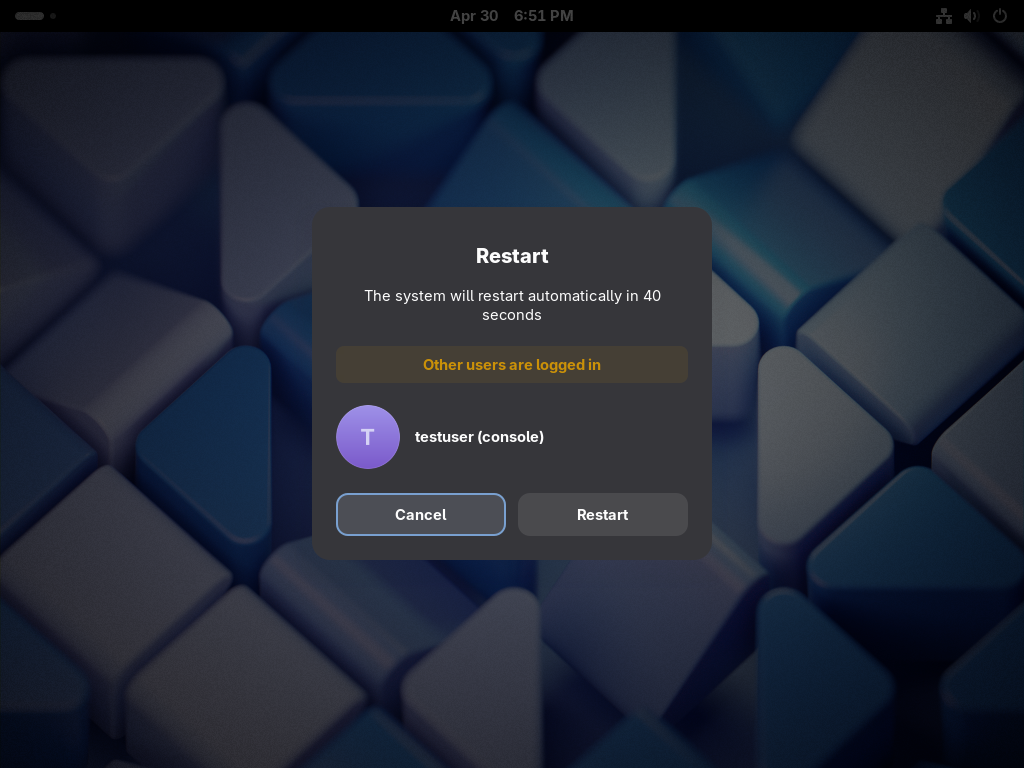 Apr 30 6:51 PM
Restart
The system will restart automatically in 40
seconds
Other users are logged in
T
testuser (console)
Cancel
Restart